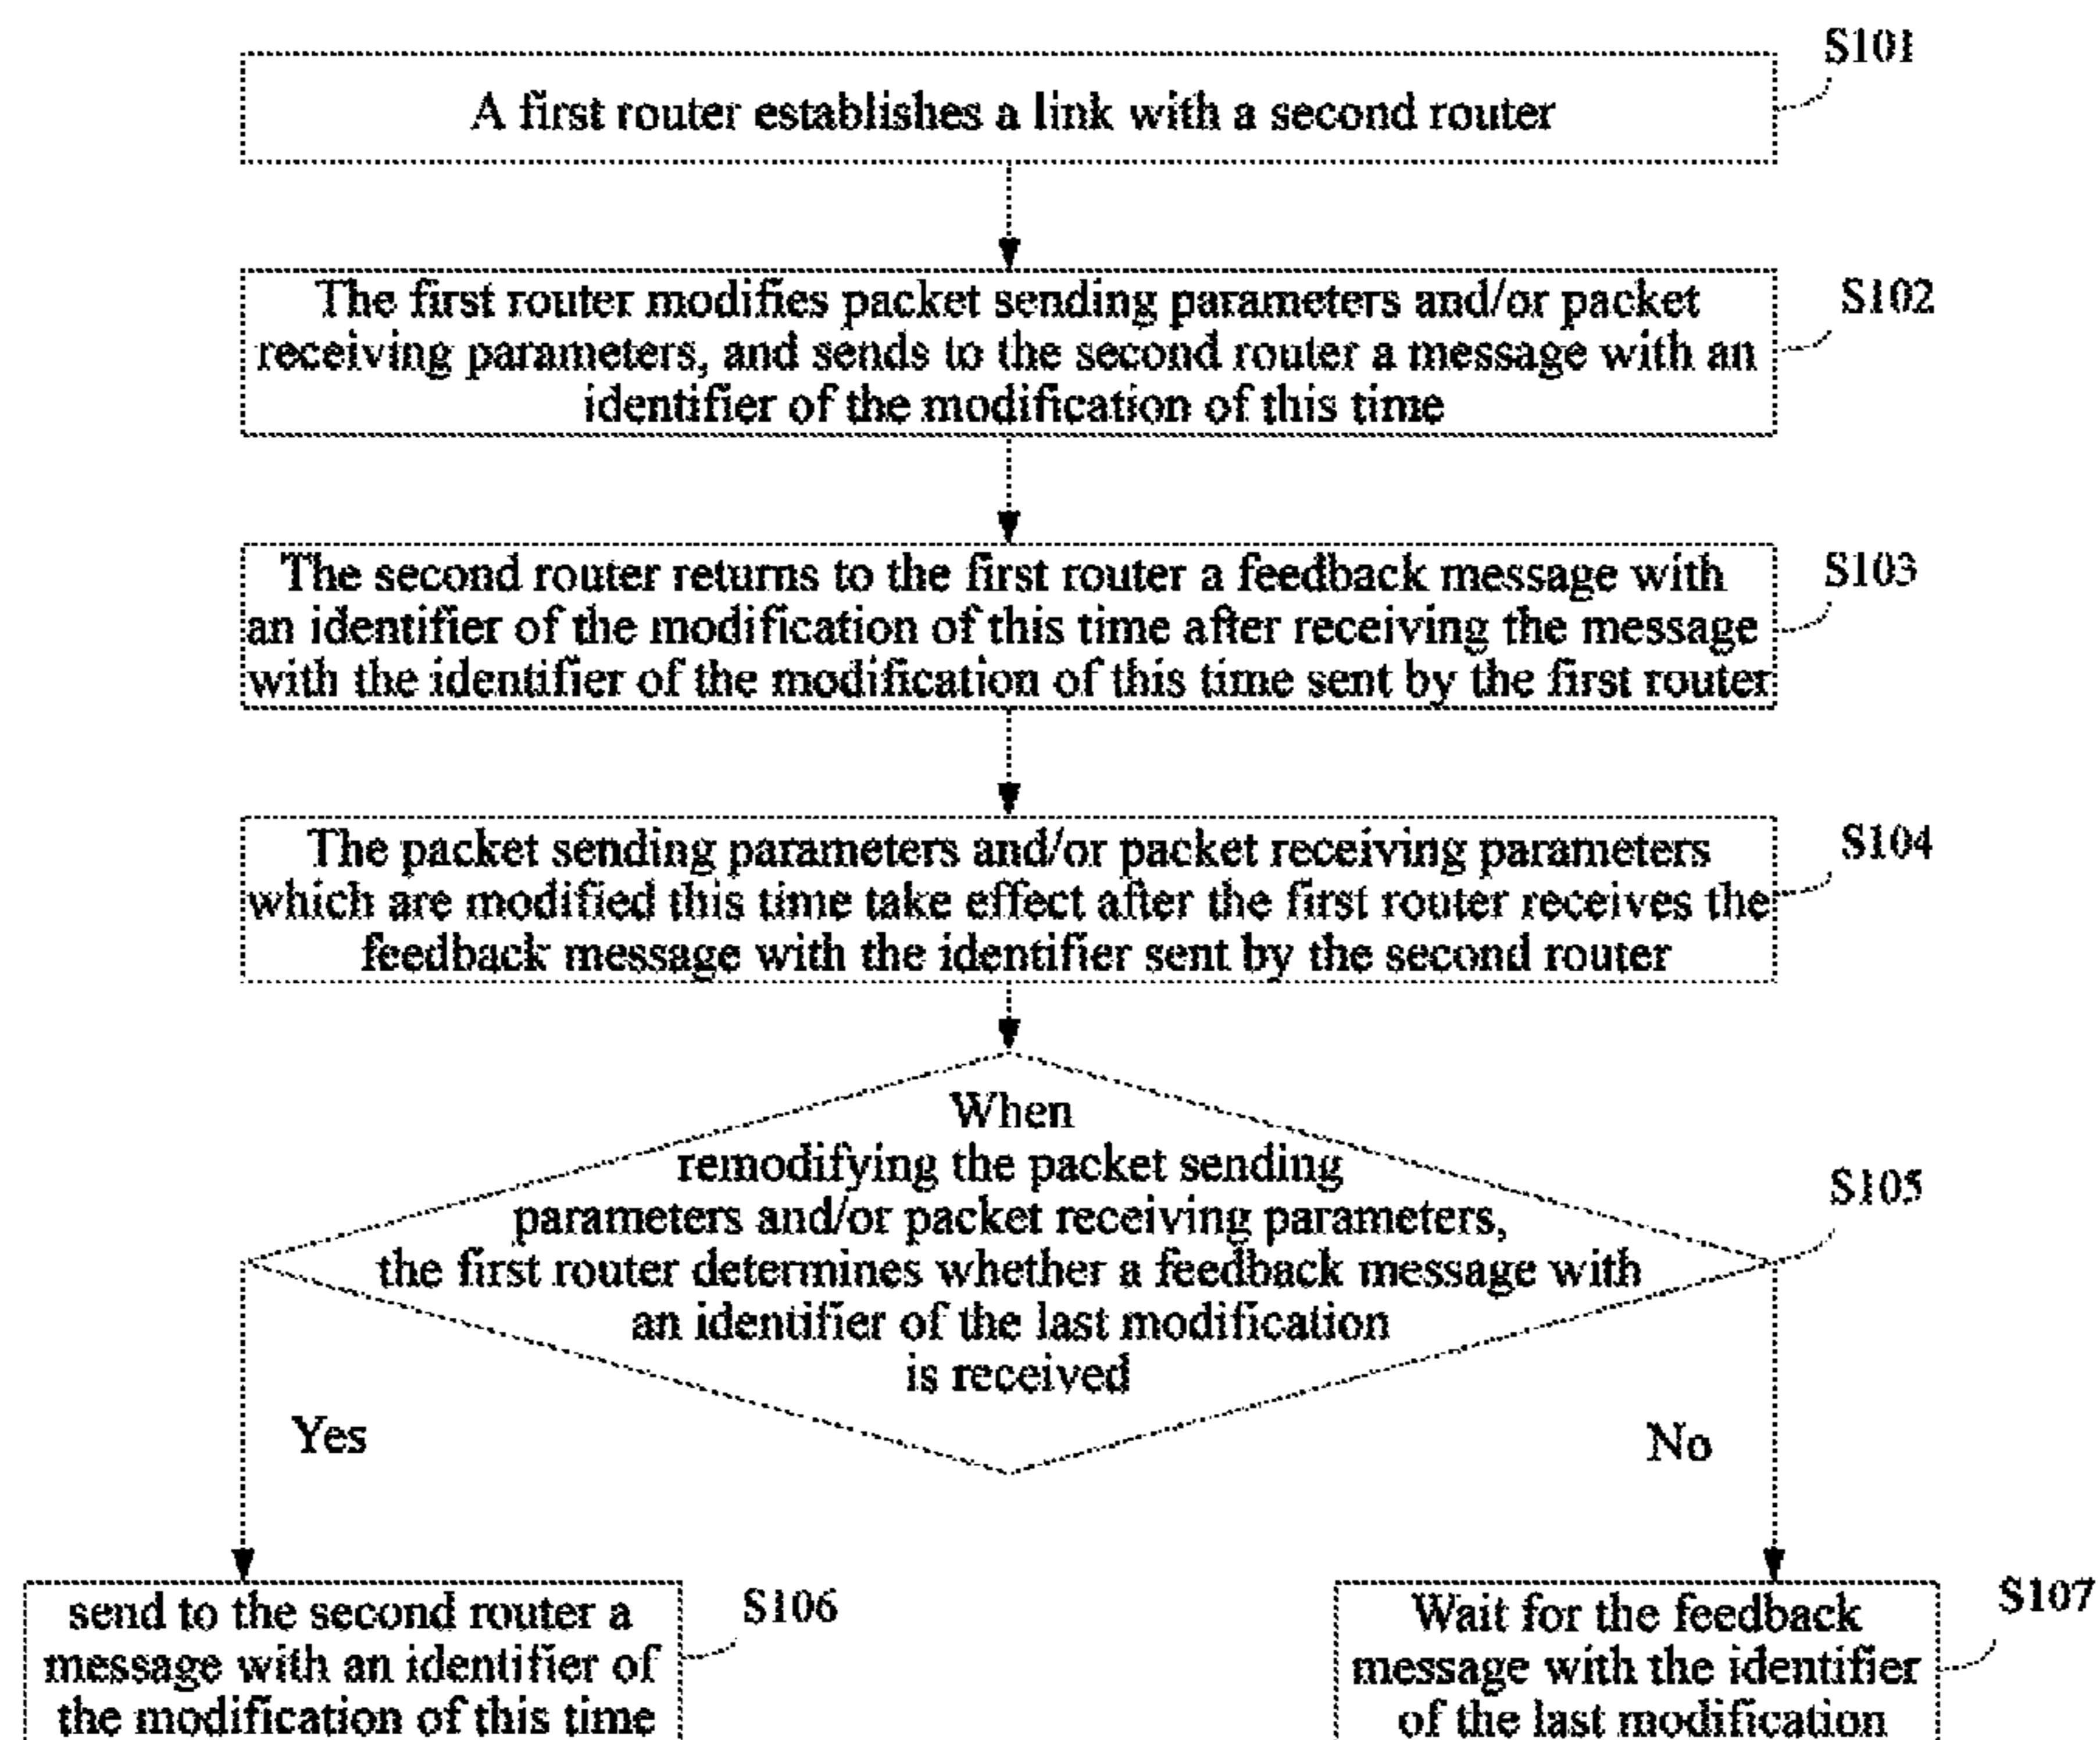 S101
A first router establishes a link with a second router
S102
The first router modifies packet sending parameters and/or packet
receiving parameters, and sends to the second router a message with an
identifier of the modification of this time
S103
The second router returns to the first router a feedback message with
an identifier of the modification of this time after receiving the message
with the identifier of the modification of this time sent by the first router
S104
The packet sending parameters and/or packet receiving parameters
which are modified this time take effect after the first router receives the
feedback message with the identifier sent by the second router
When
remodifying the packet sending
S105
parameters and/or packet receiving parameters,
the first router determines whether a feedback message with
an identifier of the last modification
is received
Yes
No
send to the second router a
message with an identifier of
the modification of this time
S106
Wait for the feedback
message with the identifier
of the last modification
S107